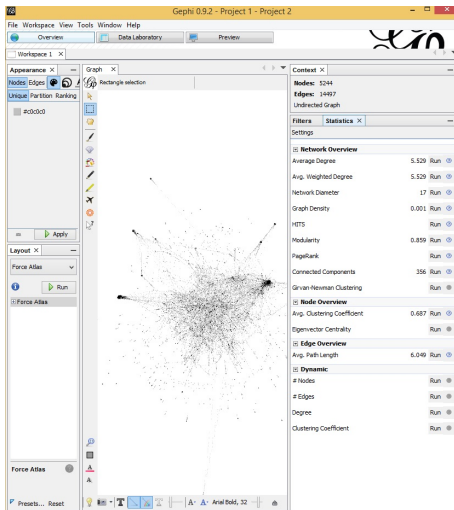 Gephi 0.9.2 - Project 1 - Project 2
File Workspace View Tools Window Help
Overview Data Laboratory Preview
Workspace 1 ×
Appearance ×
Nodes Edges
Unique Partition Ranking
#c0c0c0
Apply
Layout ×
Force Atlas
Run
Force Atlas
Force Atlas
Presets... Reset
Graph ×
Rectangle selection
Arial Bold, 32
Context ×
Nodes: 5244
Edges: 14497
Undirected Graph
Filters Statistics ×
Settings
Network Overview
Average Degree 5.529 Run
Avg. Weighted Degree 5.529 Run
Network Diameter 17 Run
Graph Density 0.001 Run
HITS Run
Modularity 0.859 Run
PageRank Run
Connected Components 356 Run
Girvan-Newman Clustering Run
Node Overview
Avg. Clustering Coefficient 0.687 Run
Eigenvector Centrality Run
Edge Overview
Avg. Path Length 6.049 Run
Dynamic
# Nodes Run
# Edges Run
Degree Run
Clustering Coefficient Run